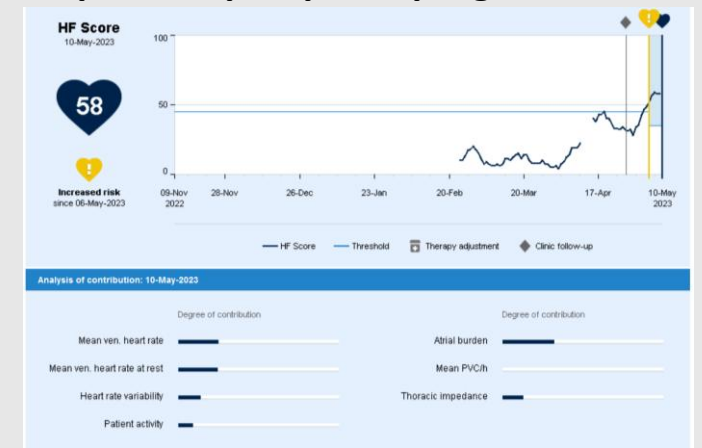 HF Score
10-May-2023
58
Increased risk
since 06-May-2023
100
50
0
09-Nov 2022
28-Nov
26-Dec
23-Jan
20-Feb
20-Mar
17-Apr
10-May 2023
HF Score
Threshold
Therapy adjustment
Clinic follow-up
Analysis of contribution: 10-May-2023
Degree of contribution
Mean ven. heart rate
Mean ven. heart rate at rest
Heart rate variability
Patient activity
Degree of contribution
Atrial burden
Mean PVC/h
Thoracic impedance